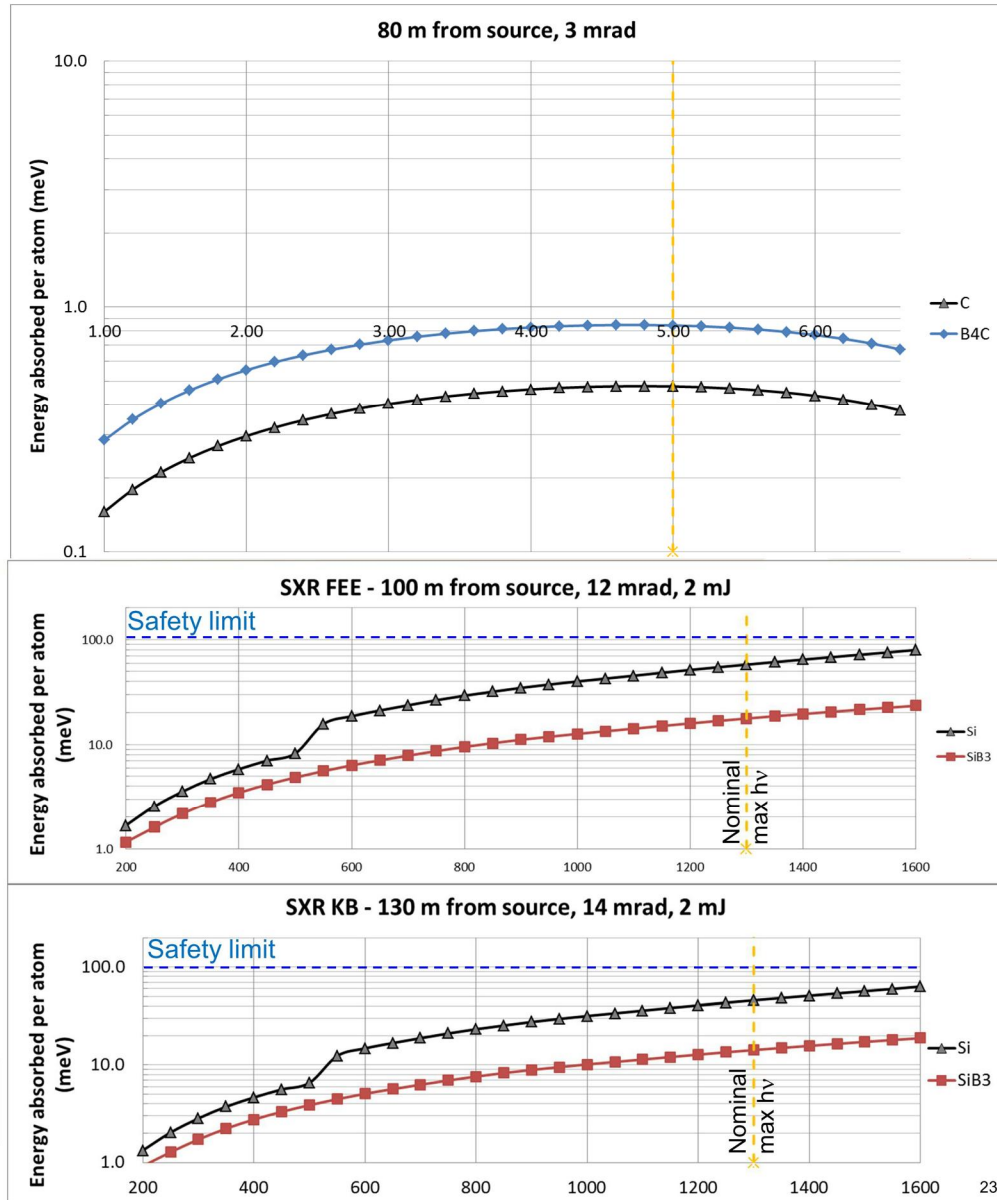 80 m from source, 3 mrad
Energy absorbed per atom (meV)
10.0
1.0
0.1
1.00 2.00 3.00 4.00 5.00 6.00
C
B4C
SXR FEE - 100 m from source, 12 mrad, 2 mJ
Safety limit
Energy absorbed per atom
(meV)
100.0
10.0
1.0
Nominal
max hν
Si
SiB3
200 400 600 800 1000 1200 1400 1600
SXR KB - 130 m from source, 14 mrad, 2 mJ
Safety limit
Energy absorbed per atom
(meV)
100.0
10.0
1.0
Nominal
max hν
Si
SiB3
200 400 600 800 1000 1200 1400 1600
23